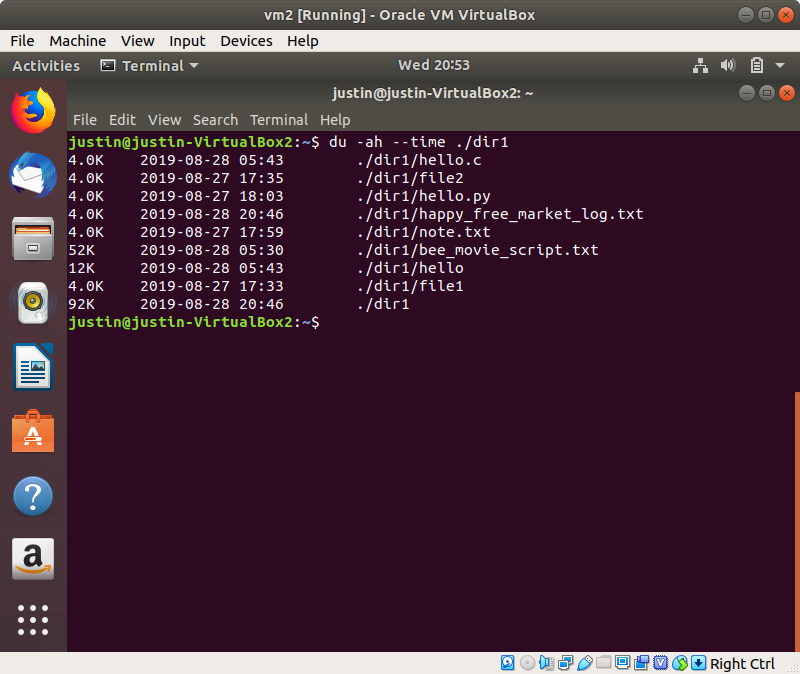 vm2 [Running] - Oracle VM VirtualBox
File Machine View Input Devices Help
Activities Terminal Wed 20:53
justin@justin-VirtualBox2: ~
File Edit View Search Terminal Help
justin@justin-VirtualBox2:~$ du -ah --time ./dir1
4.0K 2019-08-28 05:43 ./dir1/hello.c
4.0K 2019-08-27 17:35 ./dir1/file2
4.0K 2019-08-27 18:03 ./dir1/hello.py
4.0K 2019-08-28 20:46 ./dir1/happy_free_market_log.txt
4.0K 2019-08-27 17:59 ./dir1/note.txt
52K 2019-08-28 05:30 ./dir1/bee_movie_script.txt
12K 2019-08-28 05:43 ./dir1/hello
4.0K 2019-08-27 17:33 ./dir1/file1
92K 2019-08-28 20:46 ./dir1
justin@justin-VirtualBox2:~$
Right Ctrl